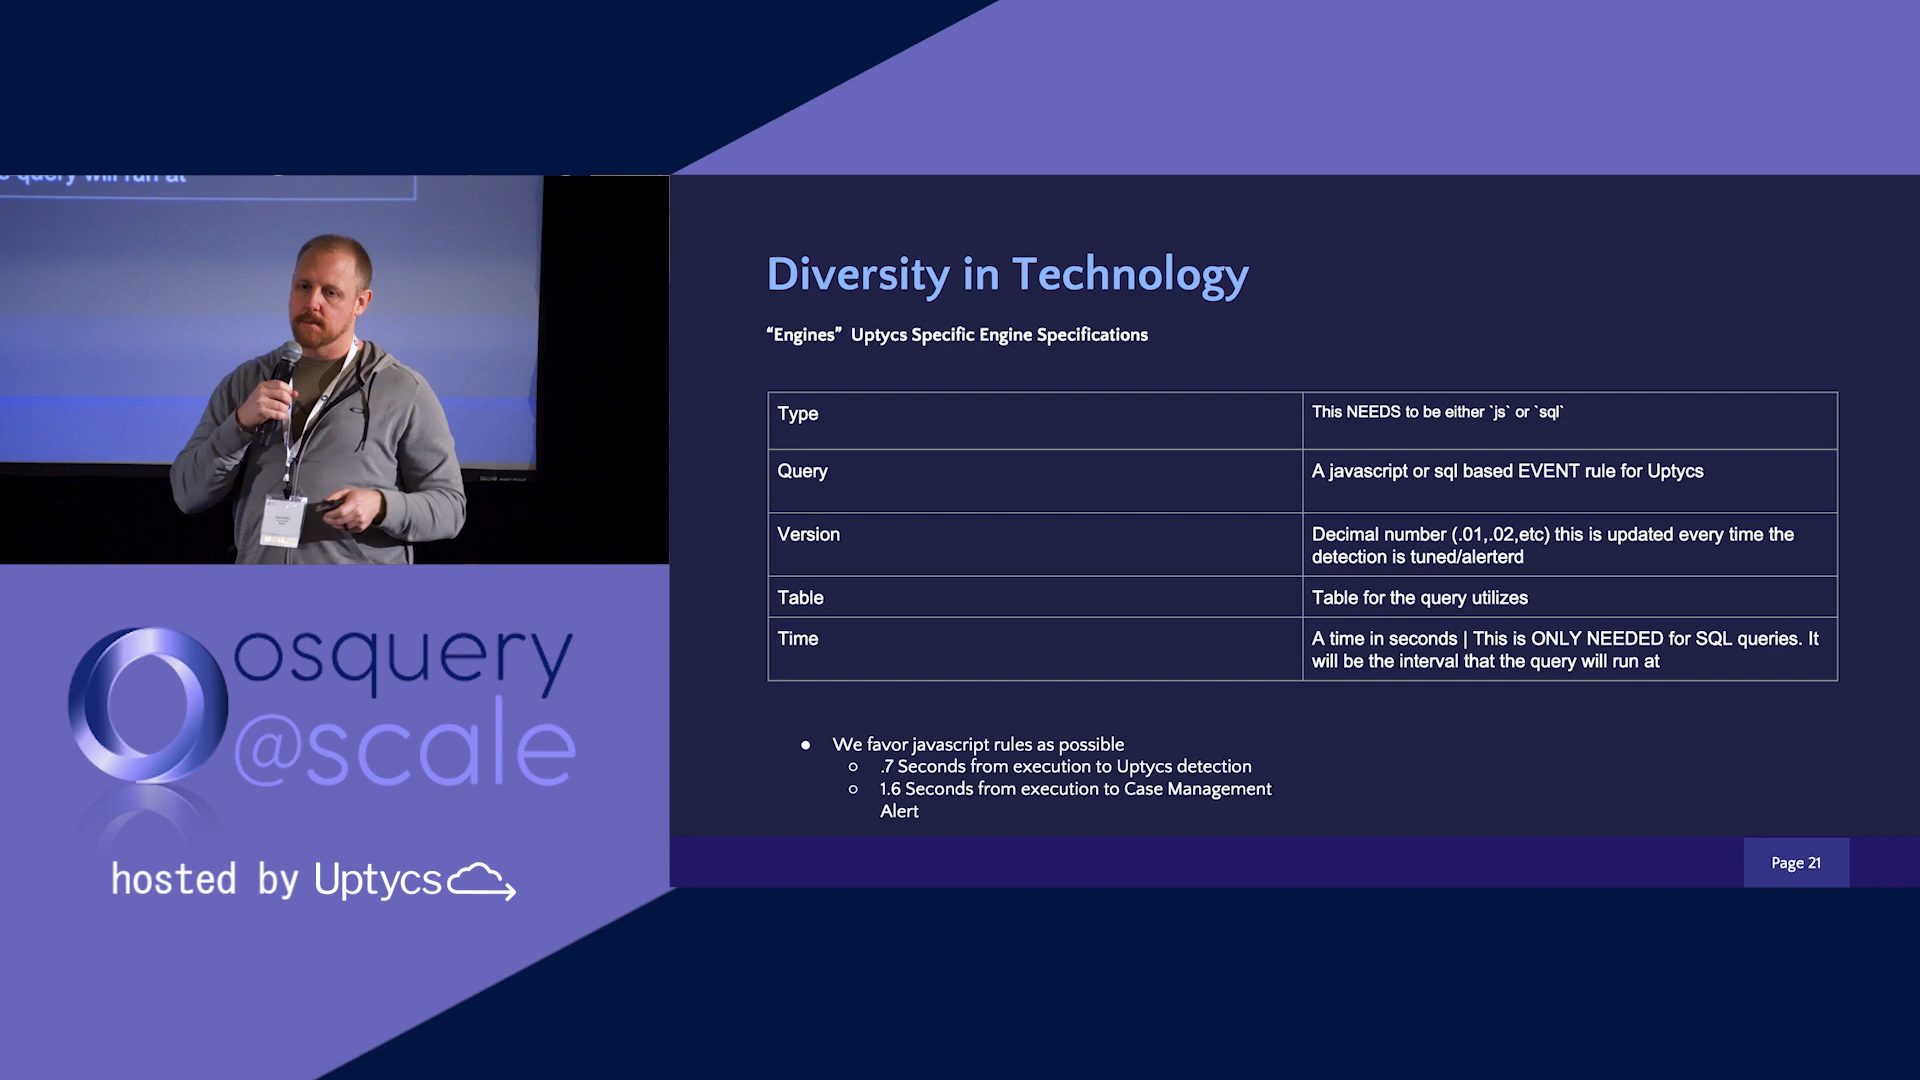 query will run at
Diversity in Technology
“Engines” Uptycs Specific Engine Specifications
Type
This NEEDS to be either `js` or `sql`
Query
A javascript or sql based EVENT rule for Uptycs
Version
Decimal number (.01,.02,etc) this is updated every time the
detection is tuned/alerterd
Table
Table for the query utilizes
Time
A time in seconds | This is ONLY NEEDED for SQL queries. It
will be the interval that the query will run at
● We favor javascript rules as possible
○ .7 Seconds from execution to Uptycs detection
○ 1.6 Seconds from execution to Case Management
Alert
Page 21
osquery
@scale
hosted by Uptycs